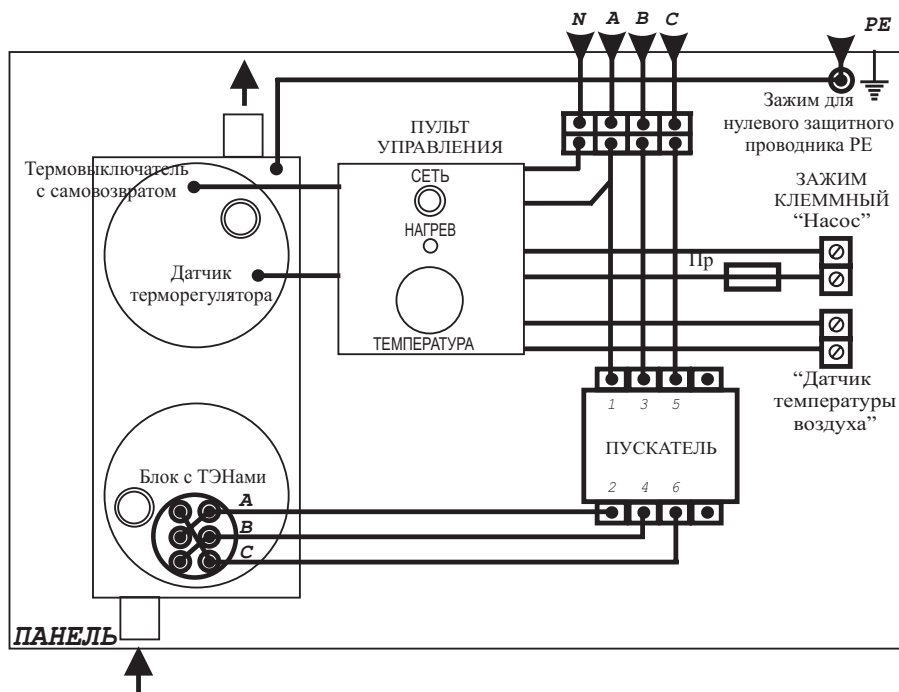 N A B C PE
Зажим для
нулевого защитного
проводника PE
ПУЛЬТ
УПРАВЛЕНИЯ
Термовыключатель
с самовозвратом
СЕТЬ
ЗАЖИМ
КЛЕММНЫЙ
“Насос”
НАГРЕВ
Пр
Датчик
терморегулятора
ТЕМПЕРАТУРА
“Датчик
температуры
воздуха”
1 3 5
ПУСКАТЕЛЬ
2 4 6
Блок с ТЭНами
A
B
C
ПАНЕЛЬ